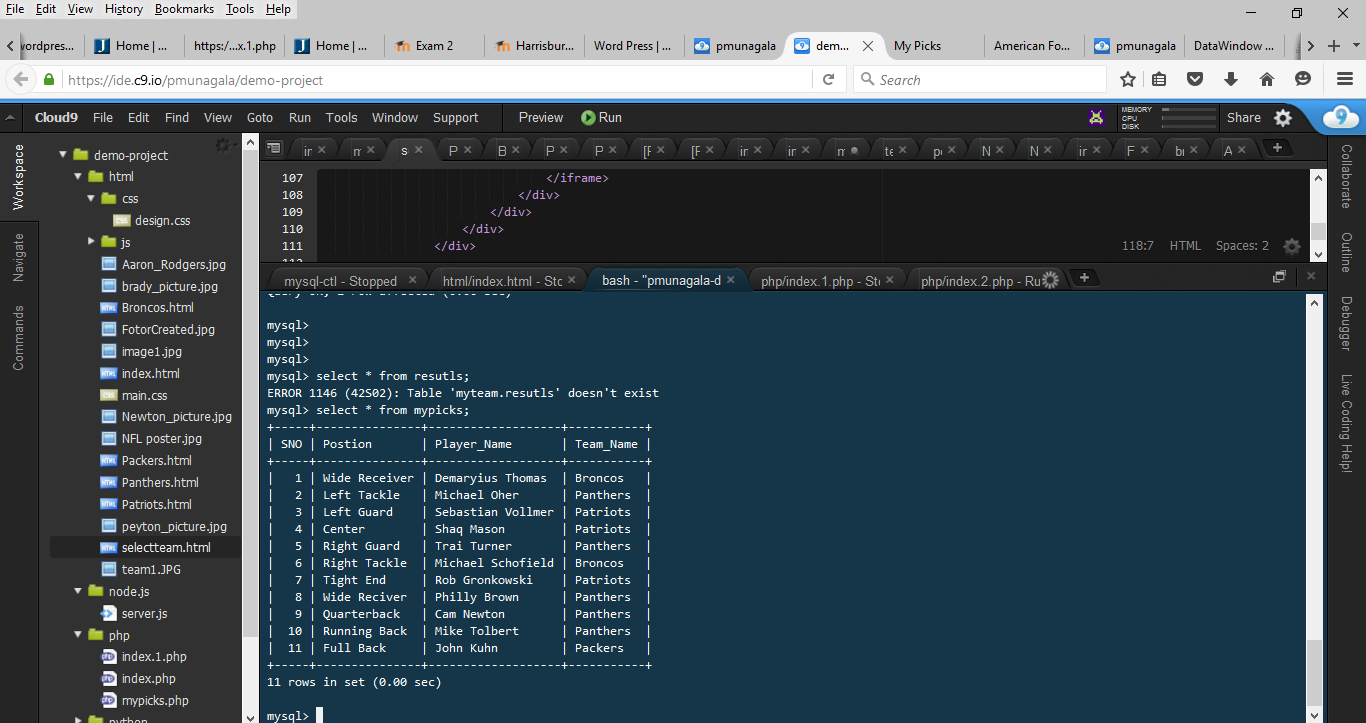 File Edit View History Bookmarks Tools Help
vordpres... Home | ... https:/...x.1.php Home | ... Exam 2 Harrisbur... Word Press | ... pmunagala dem... My Picks American Fo... pmunagala DataWindow ...
https://ide.c9.io/pmunagala/demo-project Search
Cloud9 File Edit Find View Goto Run Tools Window Support Preview Run MEMORY CPU DISK Share
Workspace
Navigate
Commands
demo-project
html
css
design.css
js
Aaron_Rodgers.jpg
brady_picture.jpg
Broncos.html
FotorCreated.jpg
image1.jpg
index.html
main.css
Newton_picture.jpg
NFL poster.jpg
Packers.html
Panthers.html
Patriots.html
peyton_picture.jpg
selectteam.html
team1.JPG
node.js
server.js
php
index.1.php
index.php
mypicks.php
python
107 </iframe>
108 </div>
109 </div>
110 </div>
111 </div>
118:7 HTML Spaces: 2
mysql-ctl - Stopped html/index.html - Sto bash - "pmunagala-d php/index.1.php - St php/index.2.php - Ru
mysql>
mysql>
mysql>
mysql> select * from resutls;
ERROR 1146 (42S02): Table 'myteam.resutls' doesn't exist
mysql> select * from mypicks;
+-----+---------------+------------------+-----------+
| SNO | Postion | Player_Name | Team_Name |
+-----+---------------+------------------+-----------+
| 1 | Wide Receiver | Demaryius Thomas | Broncos |
| 2 | Left Tackle | Michael Oher | Panthers |
| 3 | Left Guard | Sebastian Vollmer | Patriots |
| 4 | Center | Shaq Mason | Patriots |
| 5 | Right Guard | Trai Turner | Panthers |
| 6 | Right Tackle | Michael Schofield | Broncos |
| 7 | Tight End | Rob Gronkowski | Patriots |
| 8 | Wide Reciver | Philly Brown | Panthers |
| 9 | Quarterback | Cam Newton | Panthers |
| 10 | Running Back | Mike Tolbert | Panthers |
| 11 | Full Back | John Kuhn | Packers |
+-----+---------------+------------------+-----------+
11 rows in set (0.00 sec)
mysql>
Collaborate
Outline
Debugger
Live Coding Help!